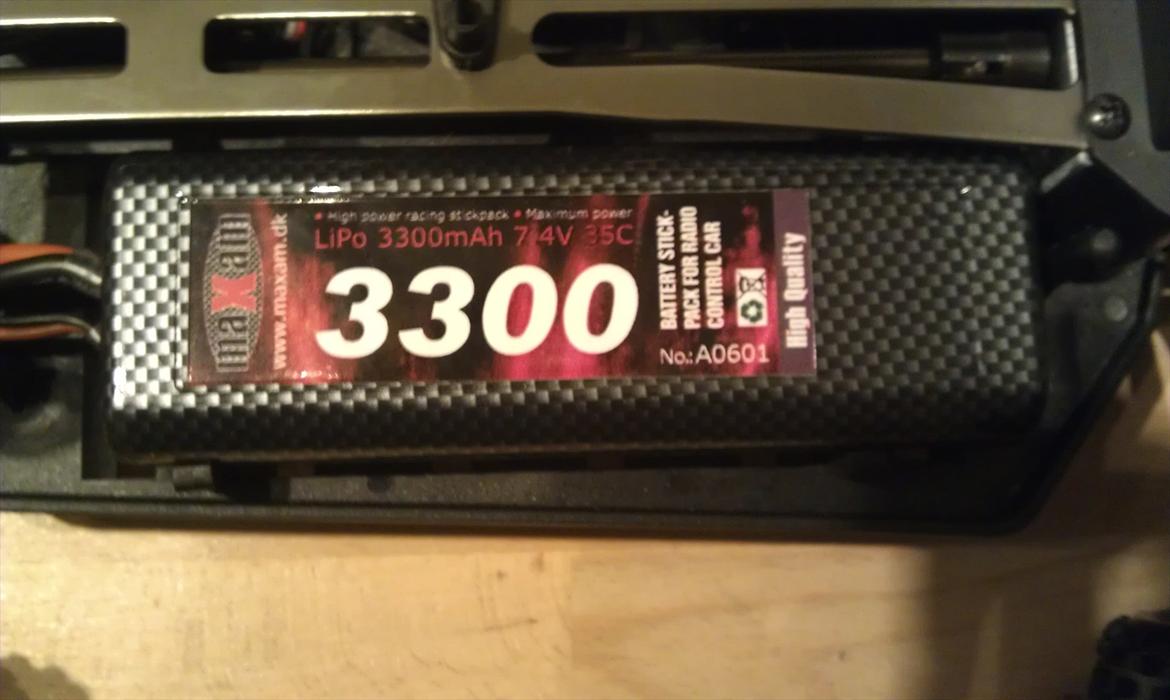 maxam
www.maxam.dk
• High power racing stickpack • Maximum power
LiPo 3300mAh 7.4V 35C
3300
BATTERY STICK-
PACK FOR RADIO
CONTROL CAR
No.: A0601
High Quality